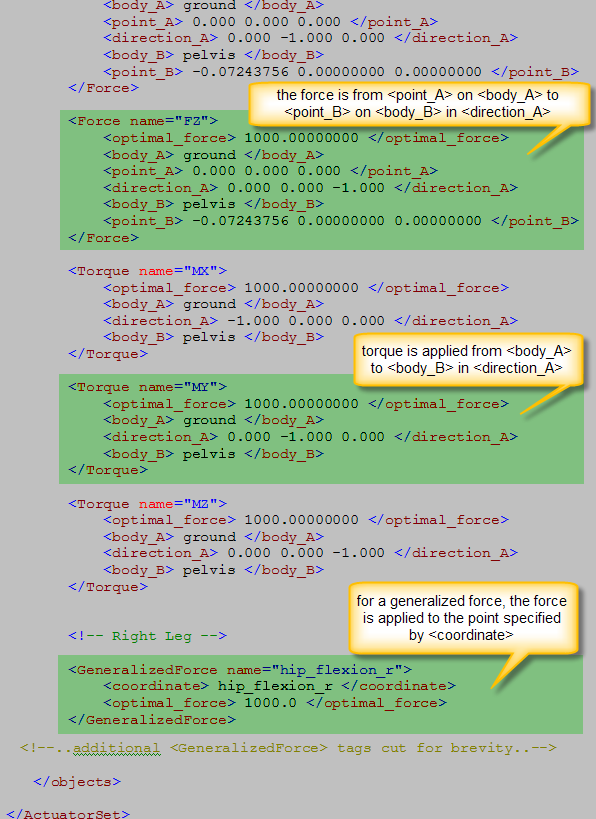 <body_A> ground </body_A>
<point_A> 0.000 0.000 0.000 </point_A>
<direction_A> 0.000 -1.000 0.000 </direction_A>
<body_B> pelvis </body_B>
<point_B> -0.07243756 0.00000000 0.00000000 </point_B>
</Force>
the force is from <point_A> on <body_A> to
<point_B> on <body_B> in <direction_A>
<Force name="FZ">
<optimal_force> 1000.00000000 </optimal_force>
<body_A> ground </body_A>
<point_A> 0.000 0.000 0.000 </point_A>
<direction_A> 0.000 0.000 -1.000 </direction_A>
<body_B> pelvis </body_B>
<point_B> -0.07243756 0.00000000 0.00000000 </point_B>
</Force>
<Torque name="MX">
<optimal_force> 1000.00000000 </optimal_force>
<body_A> ground </body_A>
<direction_A> -1.000 0.000 0.000 </direction_A>
<body_B> pelvis </body_B>
</Torque>
torque is applied from <body_A>
to <body_B> in <direction_A>
<Torque name="MY">
<optimal_force> 1000.00000000 </optimal_force>
<body_A> ground </body_A>
<direction_A> 0.000 -1.000 0.000 </direction_A>
<body_B> pelvis </body_B>
</Torque>
<Torque name="MZ">
<optimal_force> 1000.00000000 </optimal_force>
<body_A> ground </body_A>
<direction_A> 0.000 0.000 -1.000 </direction_A>
<body_B> pelvis </body_B>
</Torque>
for a generalized force, the force
is applied to the point specified
by <coordinate>
<!-- Right Leg -->
<GeneralizedForce name="hip_flexion_r">
<coordinate> hip_flexion_r </coordinate>
<optimal_force> 1000.0 </optimal_force>
</GeneralizedForce>
<!--..additional <GeneralizedForce> tags cut for brevity..-->
</objects>
</ActuatorSet>